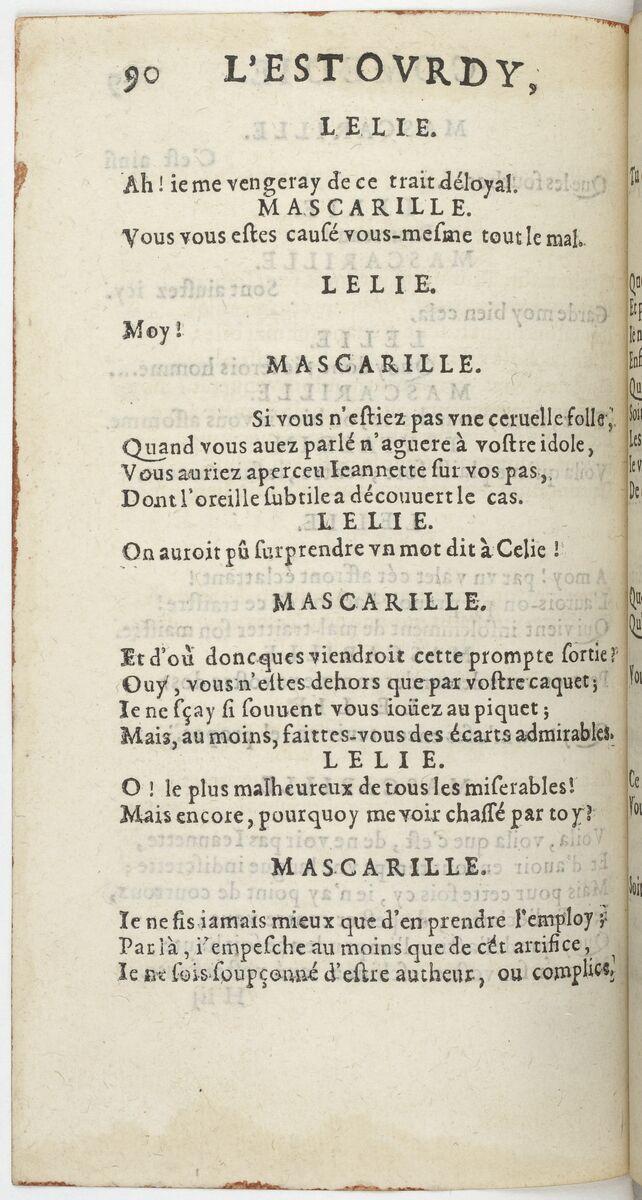 90 L'ESTOVRDY,
LELIE.
Ah! ie me vengeray de ce trait déloyal.
MASCARILLE.
Vous vous eſtes cauſé vous-meſme tout le mal.
LELIE.
Moy!
MASCARILLE.
Si vous n'eſtiez pas vne ceruelle folle,
Quand vous auez parlé n'aguere à voſtre idole,
Vous auriez aperceu Ieannette ſur vos pas,
Dont l'oreille ſubtile a découuert le cas.
LELIE.
On auroit pû ſurprendre vn mot dit à Celie!
MASCARILLE.
Et d'où doncques viendroit cette prompte ſortie?
Ouy, vous n'eſtes dehors que par voſtre caquet;
Ie ne ſçay ſi ſouuent vous ioüez au piquet;
Mais, au moins, faittes-vous des écarts admirables.
LELIE.
O! le plus malheureux de tous les miſerables!
Mais encore, pourquoy me voir chaſſé par toy?
MASCARILLE.
Ie ne fis iamais mieux que d'en prendre l'employ;
Par là, i'empeſche au moins que de cét artifice,
Ie ne ſois ſoupçonné d'eſtre autheur, ou complice,